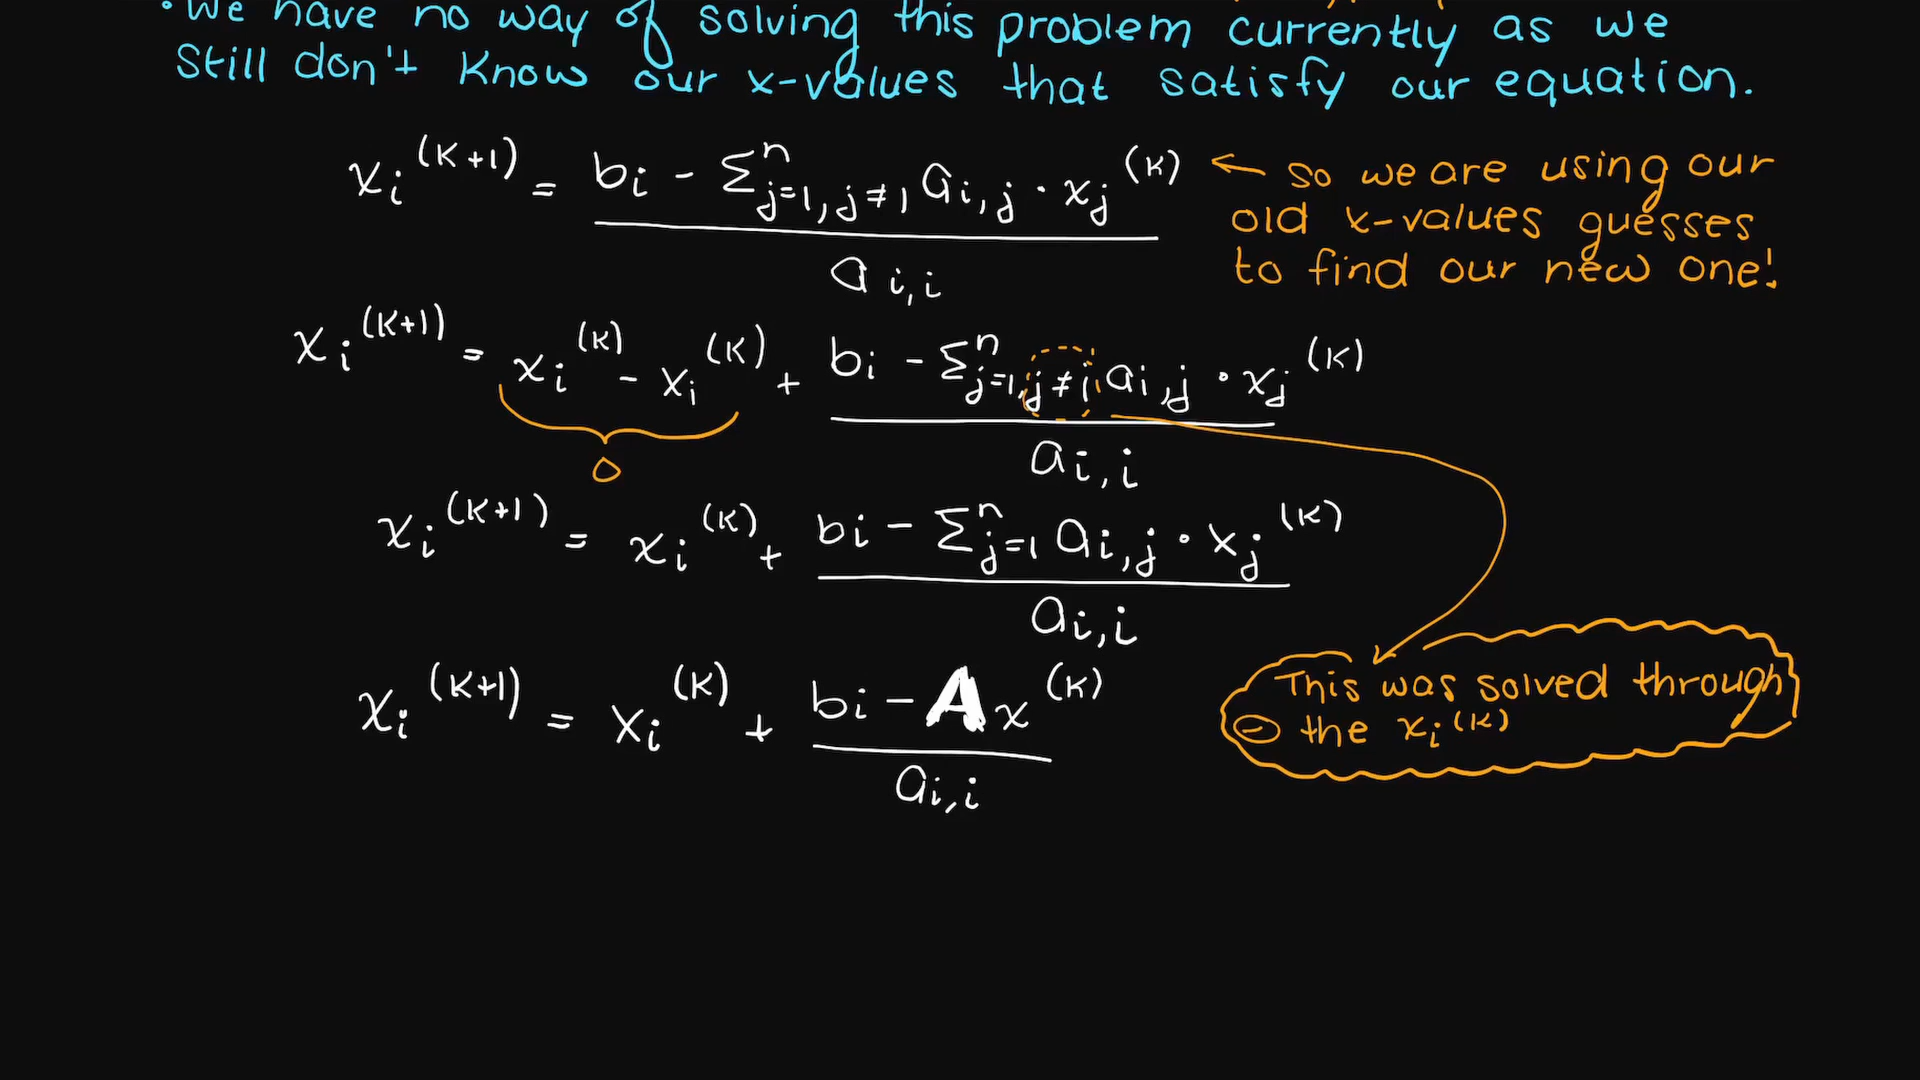 • We have no way of solving this problem currently as we
still don't know our x-values that satisfy our equation.
xᵢ⁽ᴷ⁺¹⁾ = (bᵢ - Σⁿⱼ₌₁, ⱼ≠₁ aᵢ,ⱼ · xⱼ⁽ᴷ⁾) / aᵢ,ᵢ
← so we are using our
old x-values guesses
to find our new one!
xᵢ⁽ᴷ⁺¹⁾ = xᵢ⁽ᴷ⁾ - xᵢ⁽ᴷ⁾ + (bᵢ - Σⁿⱼ₌₁, ⱼ≠ᵢ aᵢ,ⱼ · xⱼ⁽ᴷ⁾) / aᵢ,ᵢ
0
xᵢ⁽ᴷ⁺¹⁾ = xᵢ⁽ᴷ⁾ + (bᵢ - Σⁿⱼ₌₁ aᵢ,ⱼ · xⱼ⁽ᴷ⁾) / aᵢ,ᵢ
xᵢ⁽ᴷ⁺¹⁾ = xᵢ⁽ᴷ⁾ + (bᵢ - A x⁽ᴷ⁾) / aᵢ,ᵢ
This was solved through
⊖ the xᵢ⁽ᴷ⁾